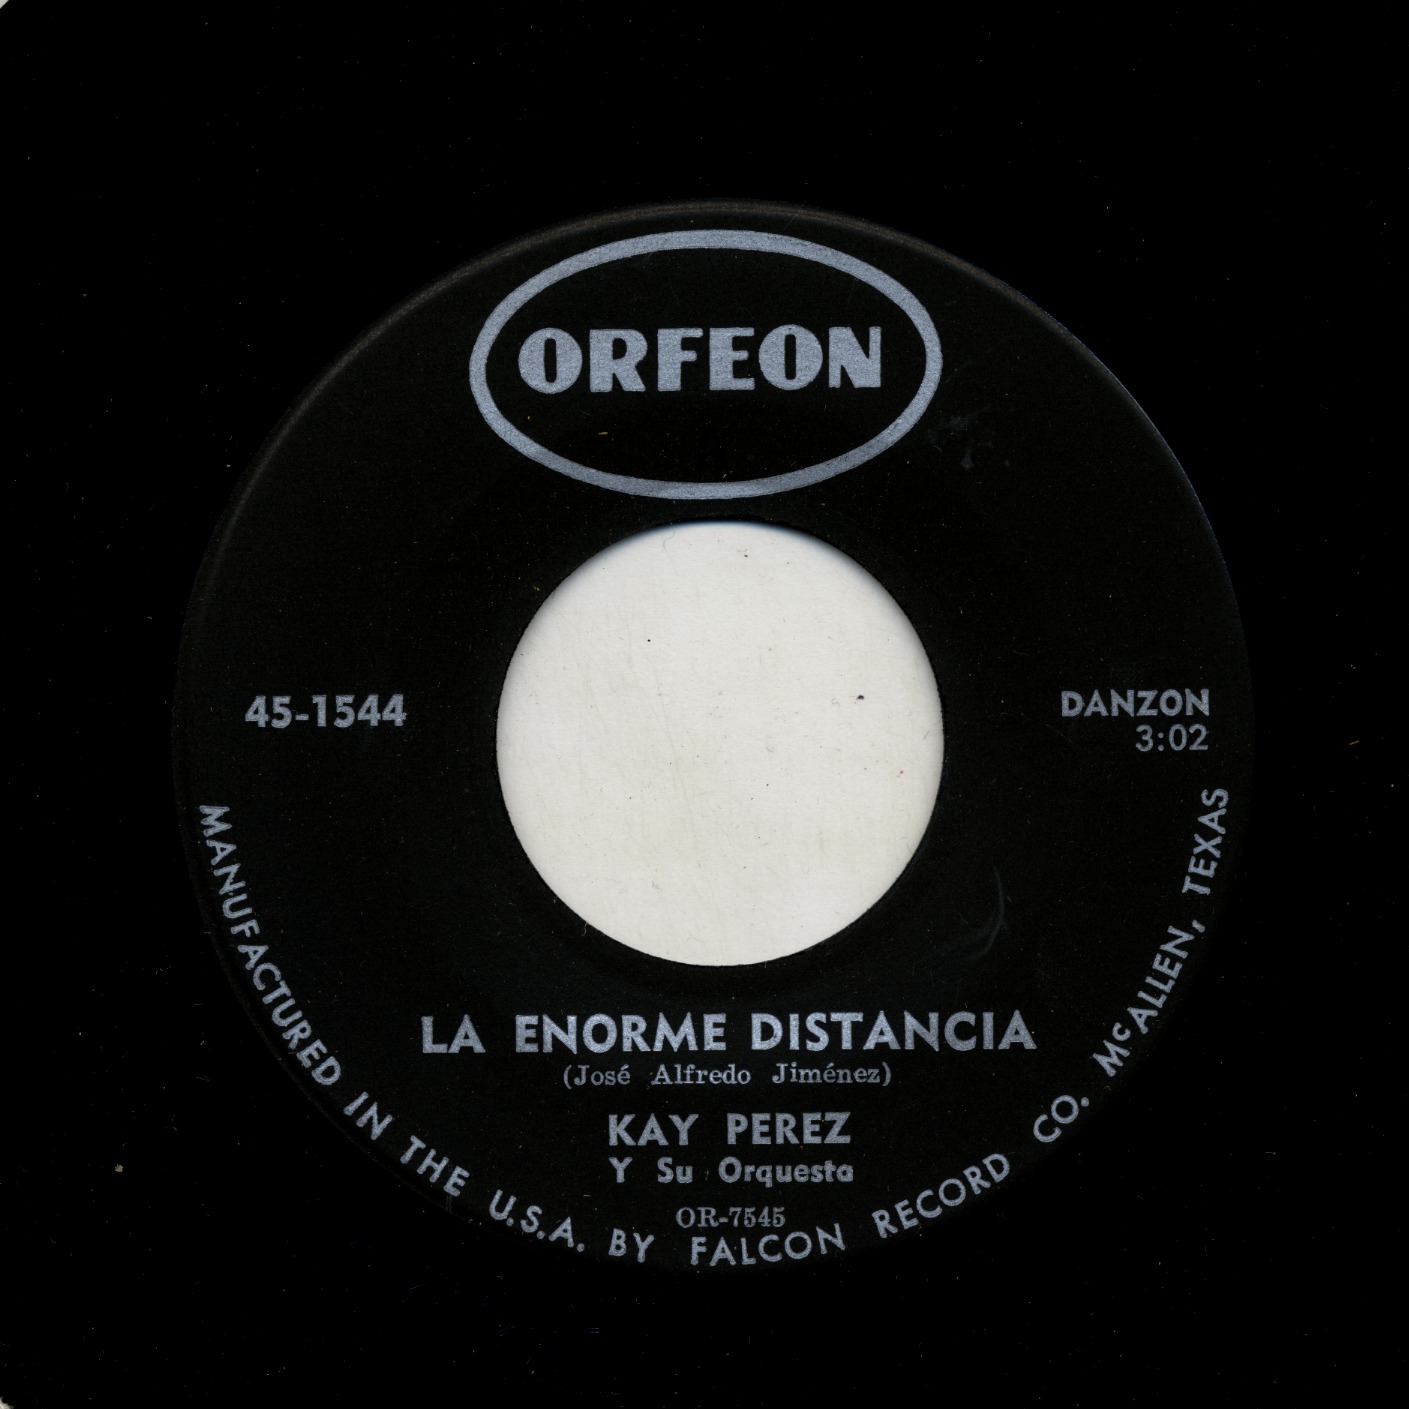 ORFEON
45-1544
DANZON
3:02
LA ENORME DISTANCIA
(José Alfredo Jiménez)
KAY PEREZ
Y Su Orquesta
OR-7545
MANUFACTURED IN THE U.S.A. BY FALCON RECORD CO. McALLEN, TEXAS